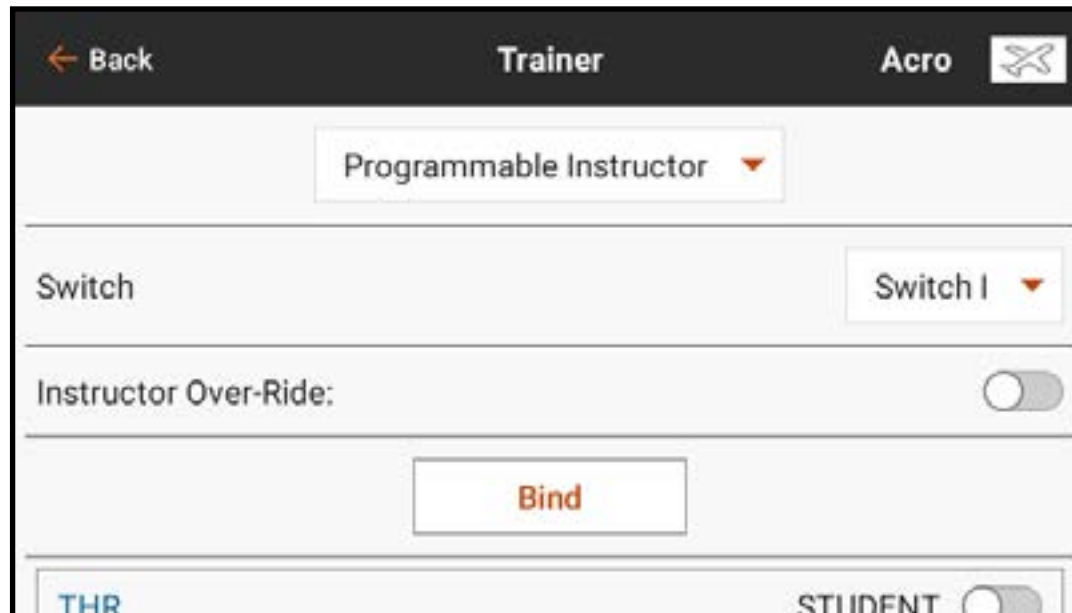 Back Trainer Acro
Programmable Instructor
Switch Switch I
Instructor Over-Ride:
Bind
THR STUDENT